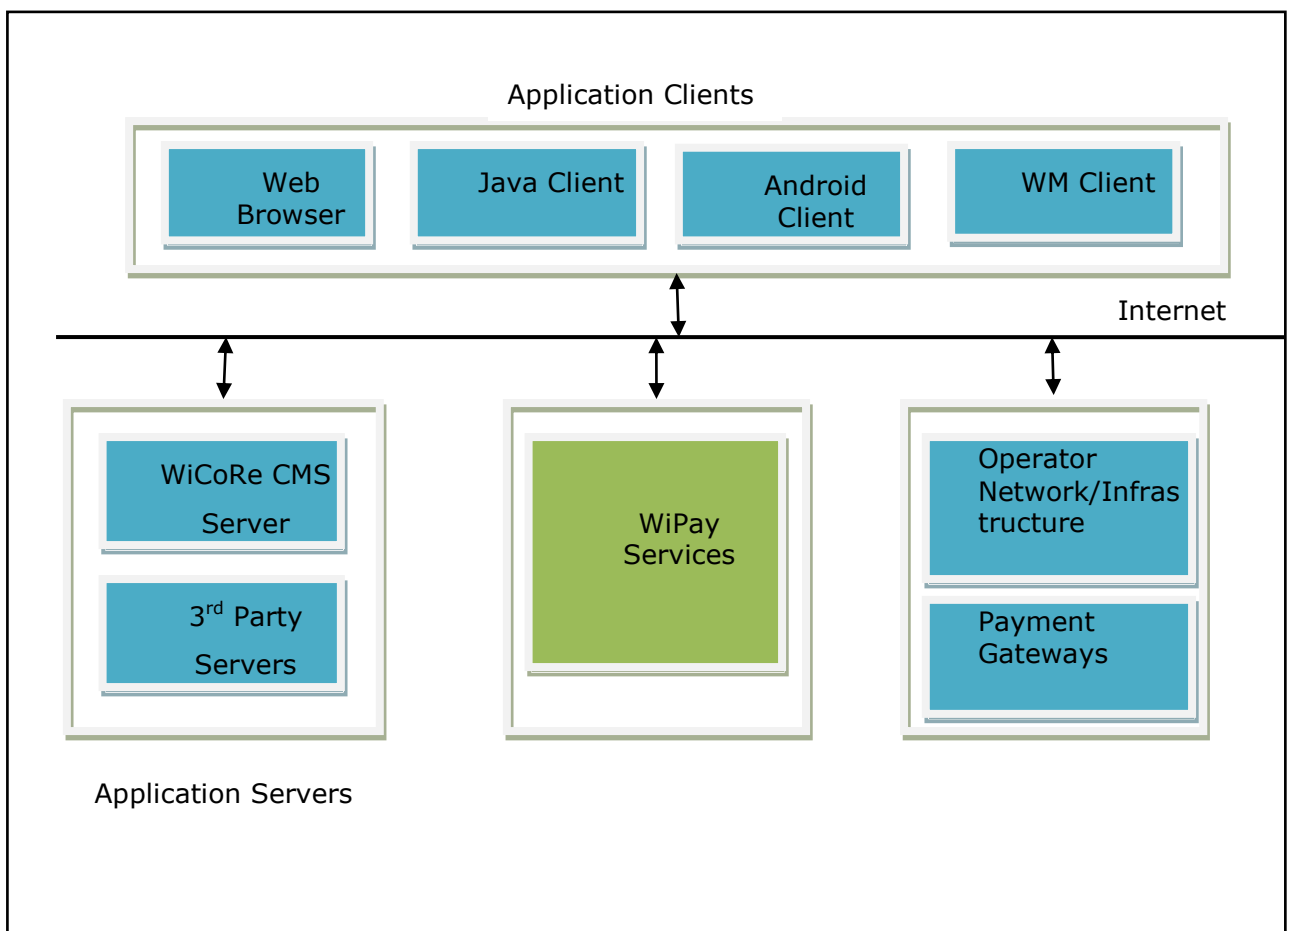 Application Clients
Web
Browser
Java Client
Android
Client
WM Client
Internet
WiCoRe CMS
Server
3rd Party
Servers
WiPay
Services
Operator
Network/Infras
tructure
Payment
Gateways
Application Servers